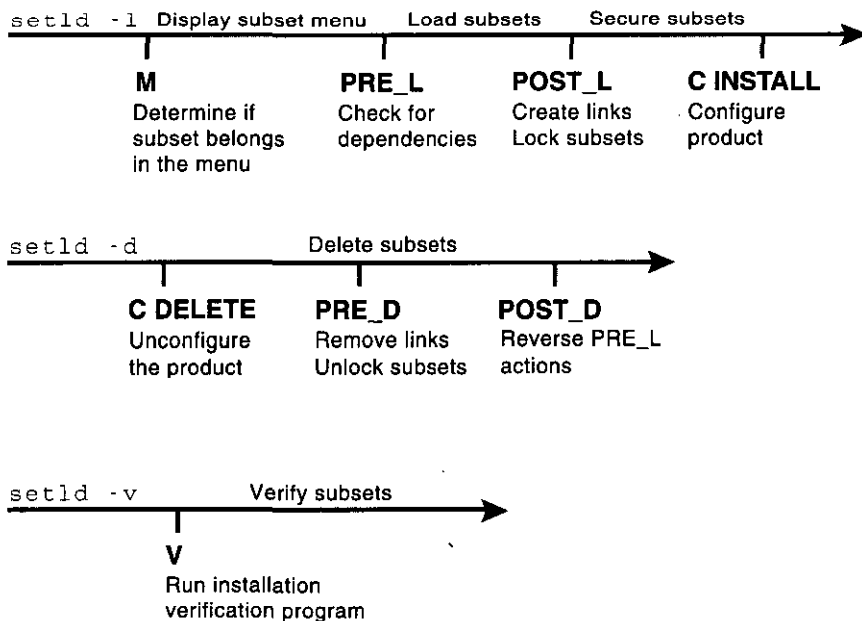 setld -l Display subset menu Load subsets Secure subsets
M PRE_L POST_L C INSTALL
Determine if Check for Create links Configure
subset belongs dependencies Lock subsets product
in the menu
setld -d Delete subsets
C DELETE PRE_D POST_D
Unconfigure Remove links Reverse PRE_L
the product Unlock subsets actions
setld -v Verify subsets
V
Run installation
verification program